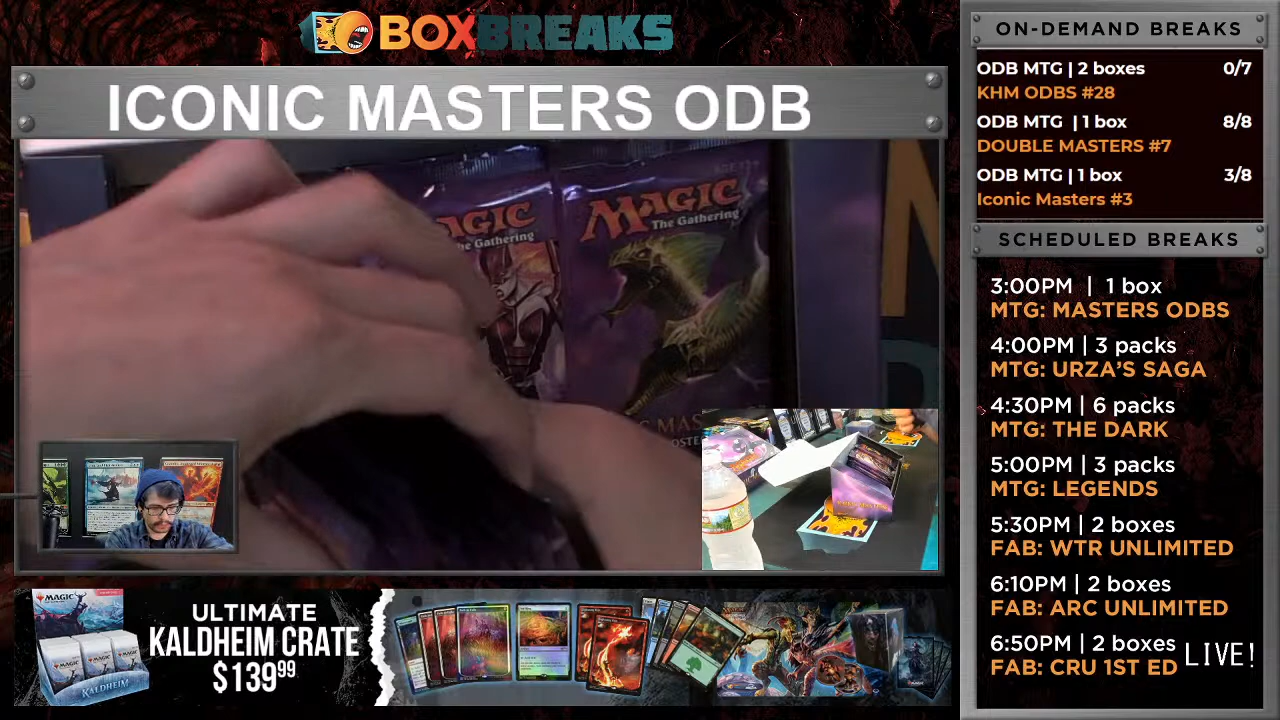 BOXBREAKS
ICONIC MASTERS ODB
MAGIC
The Gathering
MAGIC
The Gathering
ULTIMATE
KALDHEIM CRATE
$139.99
MAGIC
KALDHEIM
ON-DEMAND BREAKS
ODB MTG | 2 boxes 0/7
KHM ODBS #28
ODB MTG | 1 box 8/8
DOUBLE MASTERS #7
ODB MTG | 1 box 3/8
Iconic Masters #3
SCHEDULED BREAKS
3:00PM | 1 box
MTG: MASTERS ODBS
4:00PM | 3 packs
MTG: URZA'S SAGA
4:30PM | 6 packs
MTG: THE DARK
5:00PM | 3 packs
MTG: LEGENDS
5:30PM | 2 boxes
FAB: WTR UNLIMITED
6:10PM | 2 boxes
FAB: ARC UNLIMITED
6:50PM | 2 boxes
FAB: CRU 1ST ED LIVE!